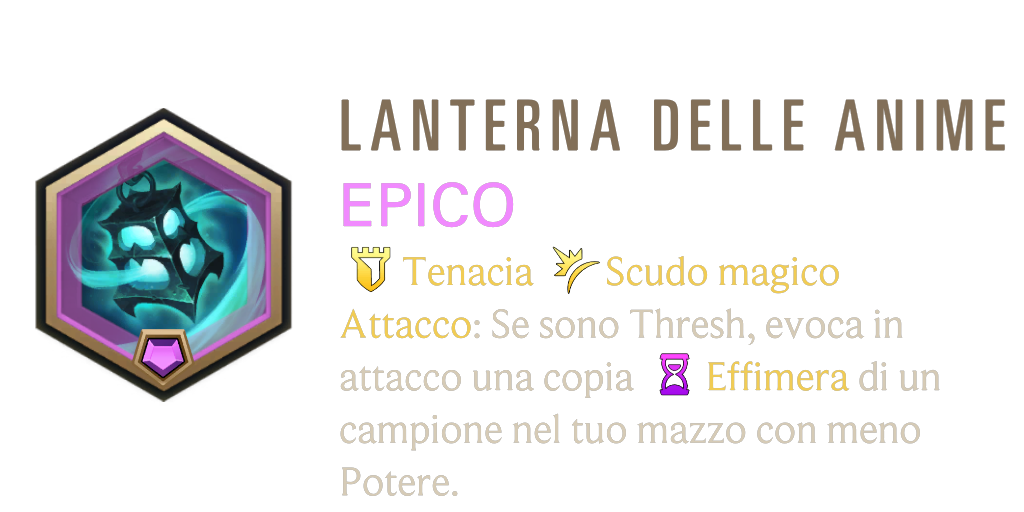 LANTERNA DELLE ANIME
EPICO
Tenacia Scudo magico
Attacco: Se sono Thresh, evoca in
attacco una copia Effimera di un
campione nel tuo mazzo con meno
Potere.